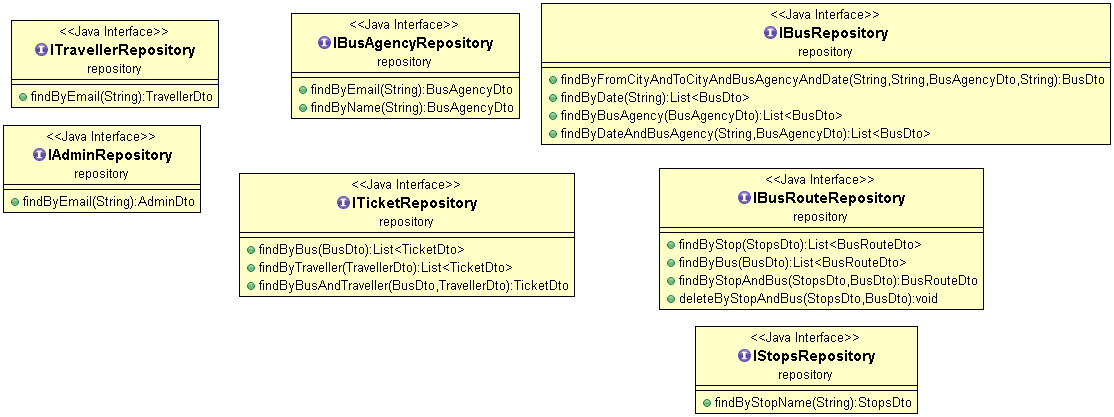 <<Java Interface>>
ITravellerRepository
repository
findByEmail(String):TravellerDto
<<Java Interface>>
IBusAgencyRepository
repository
findByEmail(String):BusAgencyDto
findByName(String):BusAgencyDto
<<Java Interface>>
IBusRepository
repository
findByFromCityAndToCityAndBusAgencyAndDate(String,String,BusAgencyDto,String):BusDto
findByDate(String):List<BusDto>
findByBusAgency(BusAgencyDto):List<BusDto>
findByDateAndBusAgency(String,BusAgencyDto):List<BusDto>
<<Java Interface>>
IAdminRepository
repository
findByEmail(String):AdminDto
<<Java Interface>>
ITicketRepository
repository
findByBus(BusDto):List<TicketDto>
findByTraveller(TravellerDto):List<TicketDto>
findByBusAndTraveller(BusDto,TravellerDto):TicketDto
<<Java Interface>>
IBusRouteRepository
repository
findByStop(StopsDto):List<BusRouteDto>
findByBus(BusDto):List<BusRouteDto>
findByStopAndBus(StopsDto,BusDto):BusRouteDto
deleteByStopAndBus(StopsDto,BusDto):void
<<Java Interface>>
IStopsRepository
repository
findByStopName(String):StopsDto